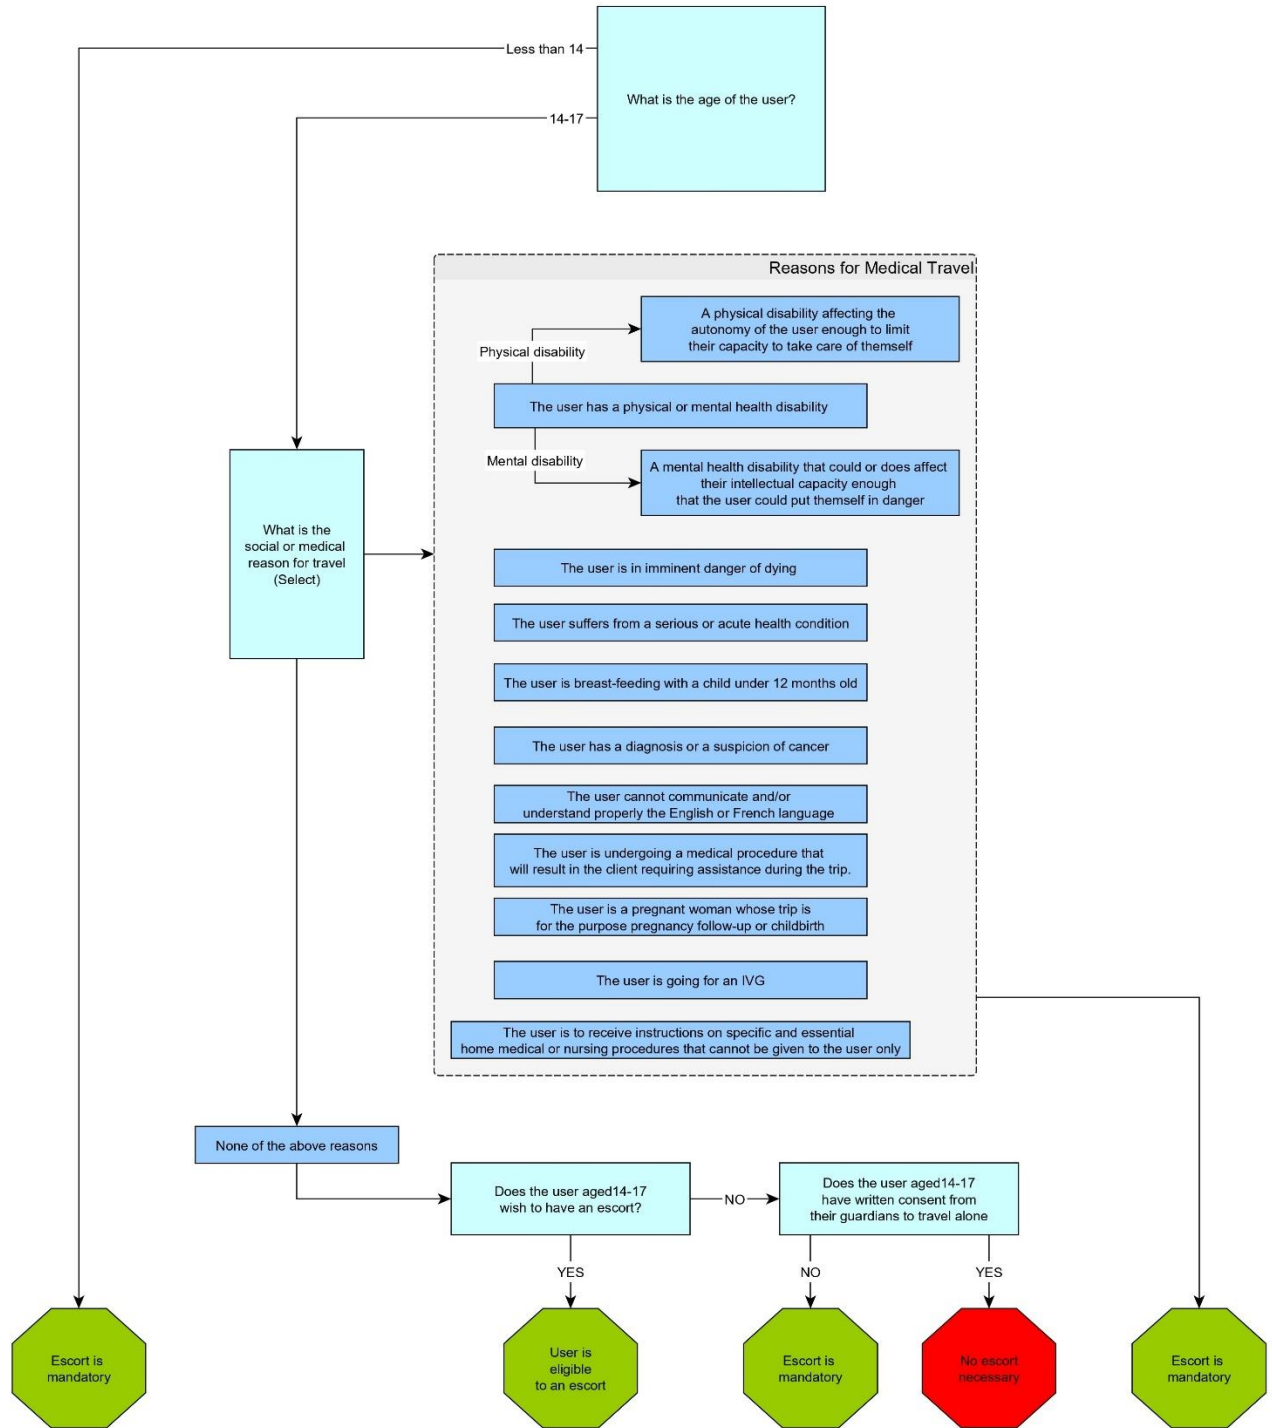 Less than 14
What is the age of the user?
14-17
Reasons for Medical Travel
A physical disability affecting the
autonomy of the user enough to limit
their capacity to take care of themself
Physical disability
The user has a physical or mental health disability
Mental disability
A mental health disability that could or does affect
their intellectual capacity enough
that the user could put themself in danger
What is the
social or medical
reason for travel
(Select)
The user is in imminent danger of dying
The user suffers from a serious or acute health condition
The user is breast-feeding with a child under 12 months old
The user has a diagnosis or a suspicion of cancer
The user cannot communicate and/or
understand properly the English or French language
The user is undergoing a medical procedure that
will result in the client requiring assistance during the trip.
The user is a pregnant woman whose trip is
for the purpose pregnancy follow-up or childbirth
The user is going for an IVG
The user is to receive instructions on specific and essential
home medical or nursing procedures that cannot be given to the user only
None of the above reasons
Does the user aged14-17
wish to have an escort?
NO
Does the user aged14-17
have written consent from
their guardians to travel alone
YES
NO
YES
Escort is
mandatory
User is
eligible
to an escort
Escort is
mandatory
No escort
necessary
Escort is
mandatory